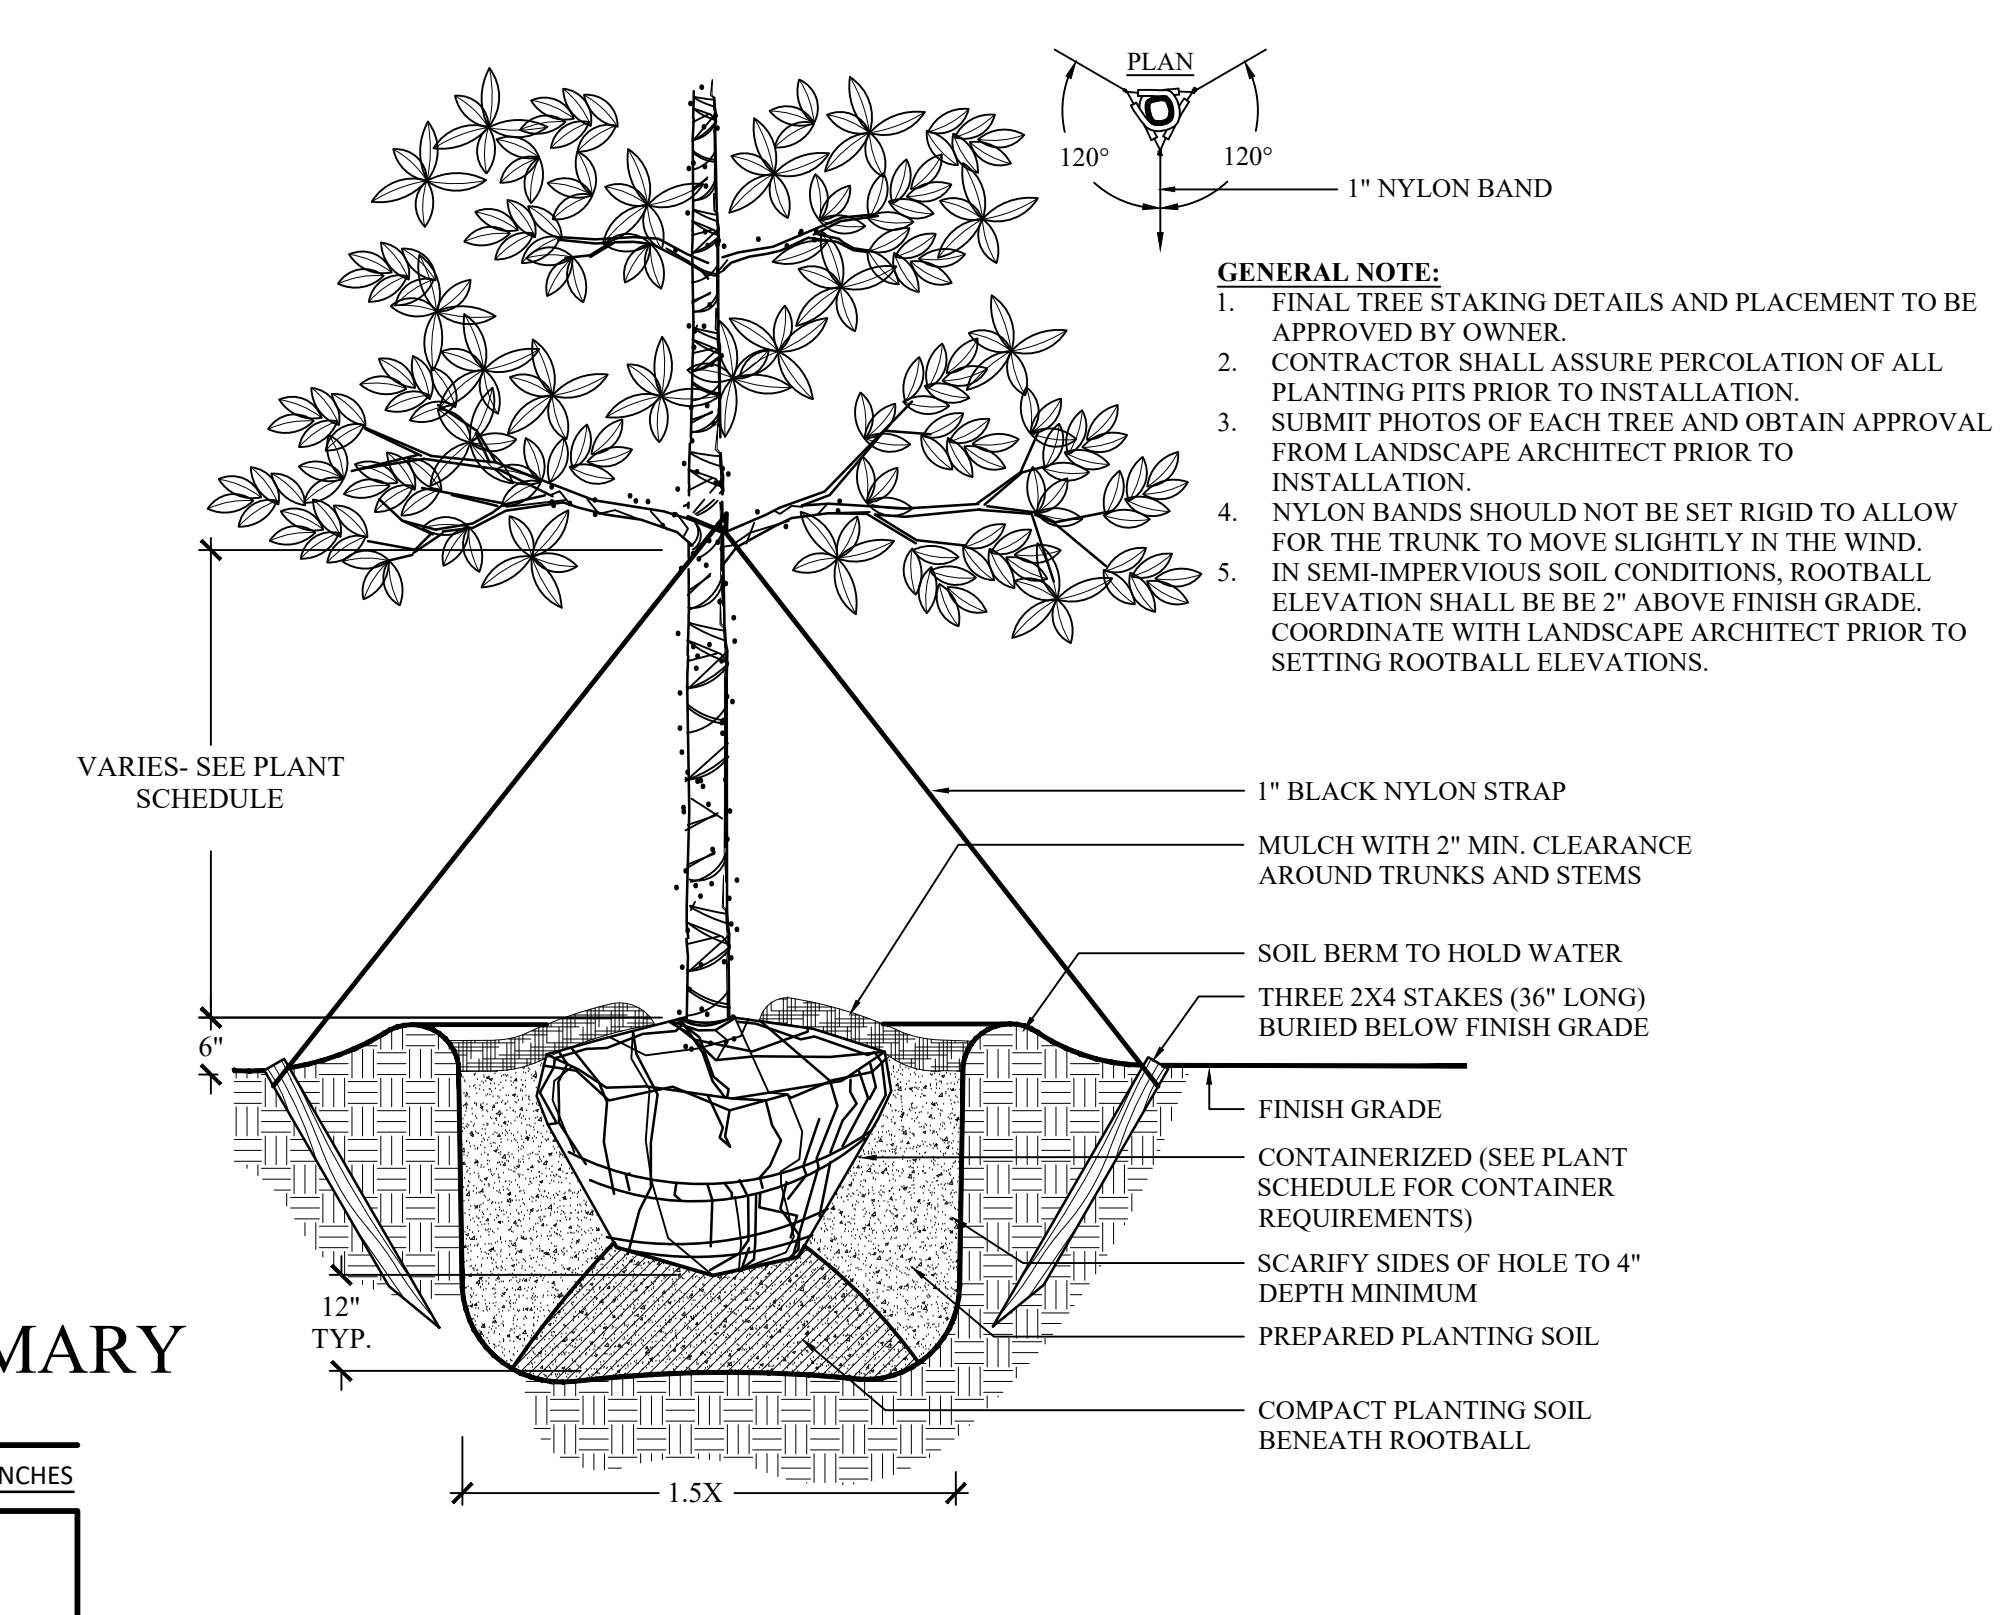 PLAN
120°
120°
1" NYLON BAND
GENERAL NOTE:
1. FINAL TREE STAKING DETAILS AND PLACEMENT TO BE
APPROVED BY OWNER.
2. CONTRACTOR SHALL ASSURE PERCOLATION OF ALL
PLANTING PITS PRIOR TO INSTALLATION.
3. SUBMIT PHOTOS OF EACH TREE AND OBTAIN APPROVAL
FROM LANDSCAPE ARCHITECT PRIOR TO
INSTALLATION.
4. NYLON BANDS SHOULD NOT BE SET RIGID TO ALLOW
FOR THE TRUNK TO MOVE SLIGHTLY IN THE WIND.
5. IN SEMI-IMPERVIOUS SOIL CONDITIONS, ROOTBALL
ELEVATION SHALL BE BE 2" ABOVE FINISH GRADE.
COORDINATE WITH LANDSCAPE ARCHITECT PRIOR TO
SETTING ROOTBALL ELEVATIONS.
VARIES- SEE PLANT
SCHEDULE
1" BLACK NYLON STRAP
MULCH WITH 2" MIN. CLEARANCE
AROUND TRUNKS AND STEMS
SOIL BERM TO HOLD WATER
THREE 2X4 STAKES (36" LONG)
BURIED BELOW FINISH GRADE
6"
FINISH GRADE
CONTAINERIZED (SEE PLANT
SCHEDULE FOR CONTAINER
REQUIREMENTS)
SCARIFY SIDES OF HOLE TO 4"
DEPTH MINIMUM
12"
TYP.
PREPARED PLANTING SOIL
COMPACT PLANTING SOIL
BENEATH ROOTBALL
1.5X
MARY
NCHES